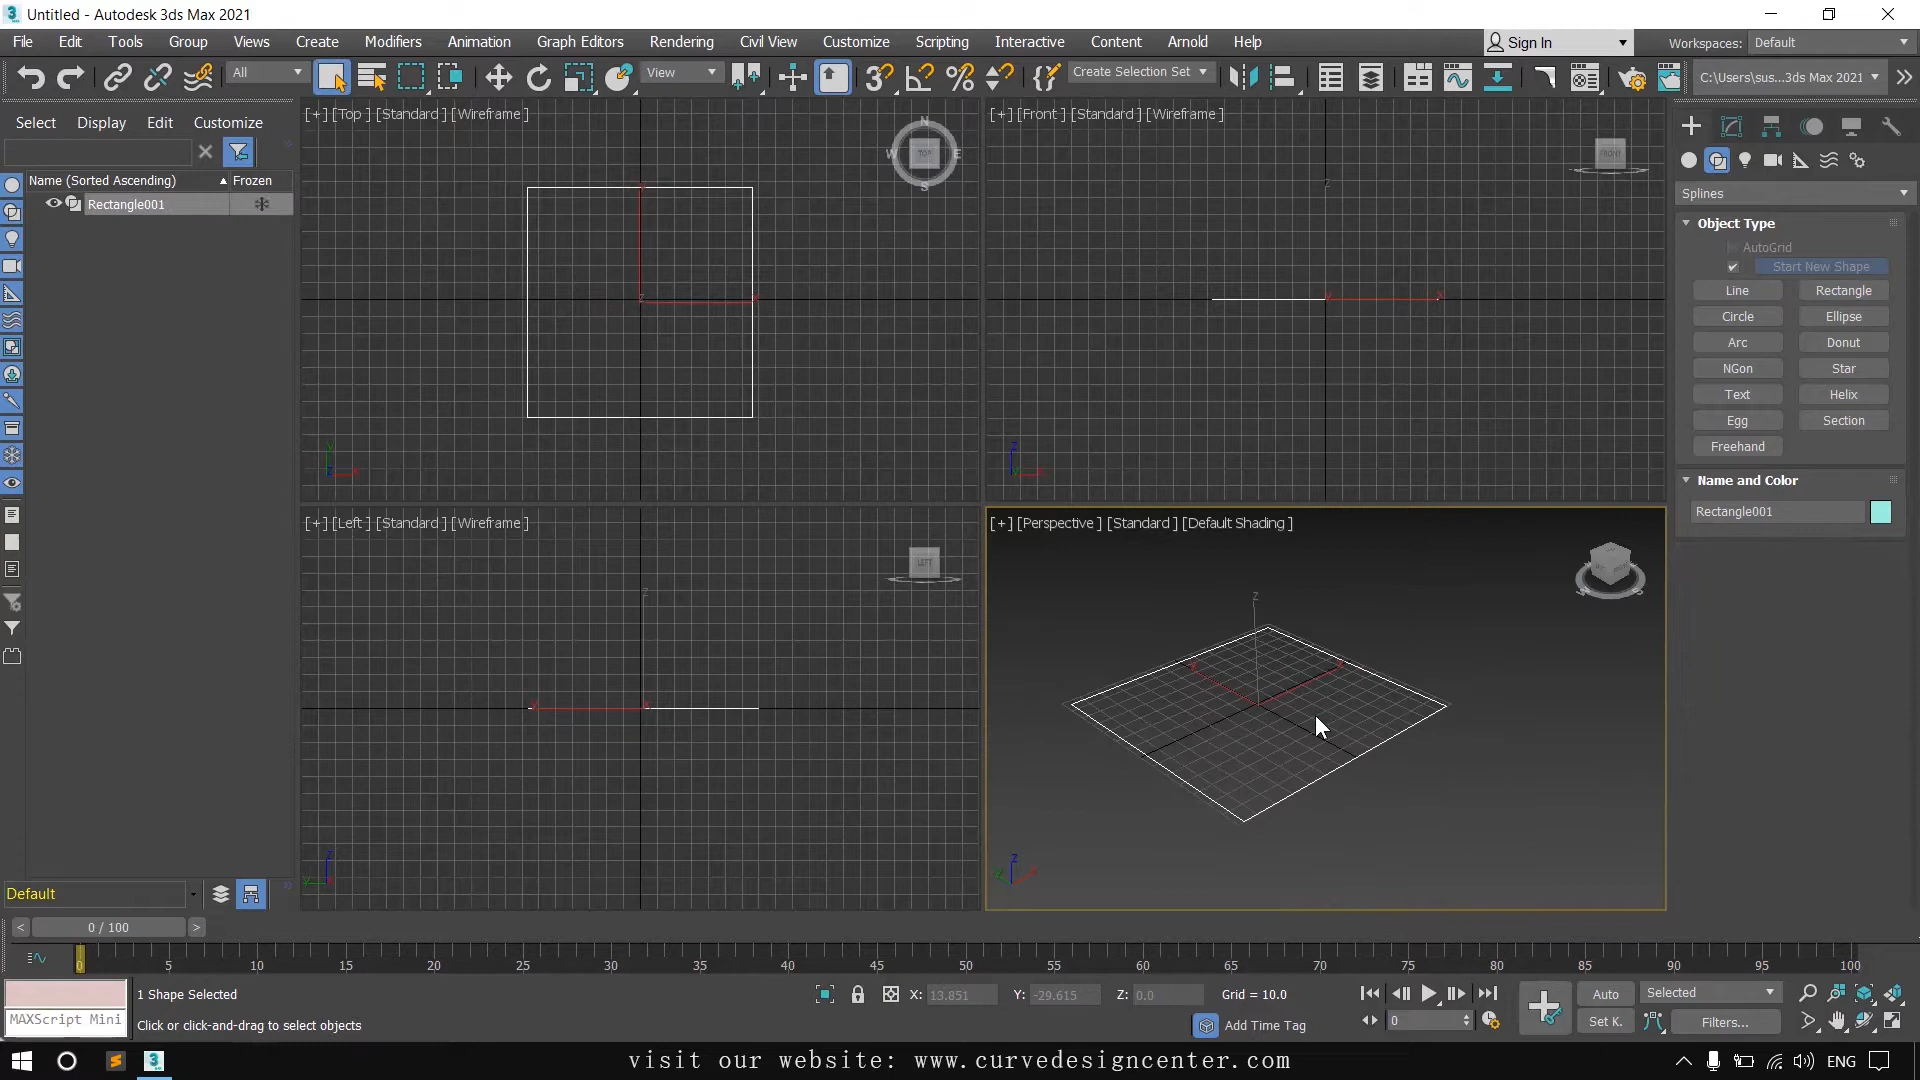 Untitled - Autodesk 3ds Max 2021
File Edit Tools Group Views Create Modifiers Animation Graph Editors Rendering Civil View Customize Scripting Interactive Content Arnold Help
Sign In
Workspaces: Default
All
View
Create Selection Set
C:\Users\sus...3ds Max 2021
Select Display Edit Customize
Name (Sorted Ascending) Frozen
Rectangle001
[+] [Top ] [Standard ] [Wireframe ]
N
W TOP E
S
[+] [Front ] [Standard ] [Wireframe ]
FRONT
[+] [Left ] [Standard ] [Wireframe ]
LEFT
[+] [Perspective ] [Standard ] [Default Shading ]
Splines
Object Type
AutoGrid
Start New Shape
Line Rectangle
Circle Ellipse
Arc Donut
NGon Star
Text Helix
Egg Section
Freehand
Name and Color
Rectangle001
Default
< 0 / 100 >
0 5 10 15 20 25 30 35 40 45 50 55 60 65 70 75 80 85 90 95 100
MAXScript Mini
1 Shape Selected
Click or click-and-drag to select objects
X: 13.851 Y: -29.615 Z: 0.0 Grid = 10.0
Add Time Tag
0
Auto Selected
Set K. Filters...
visit our website: www.curvedesigncenter.com
ENG